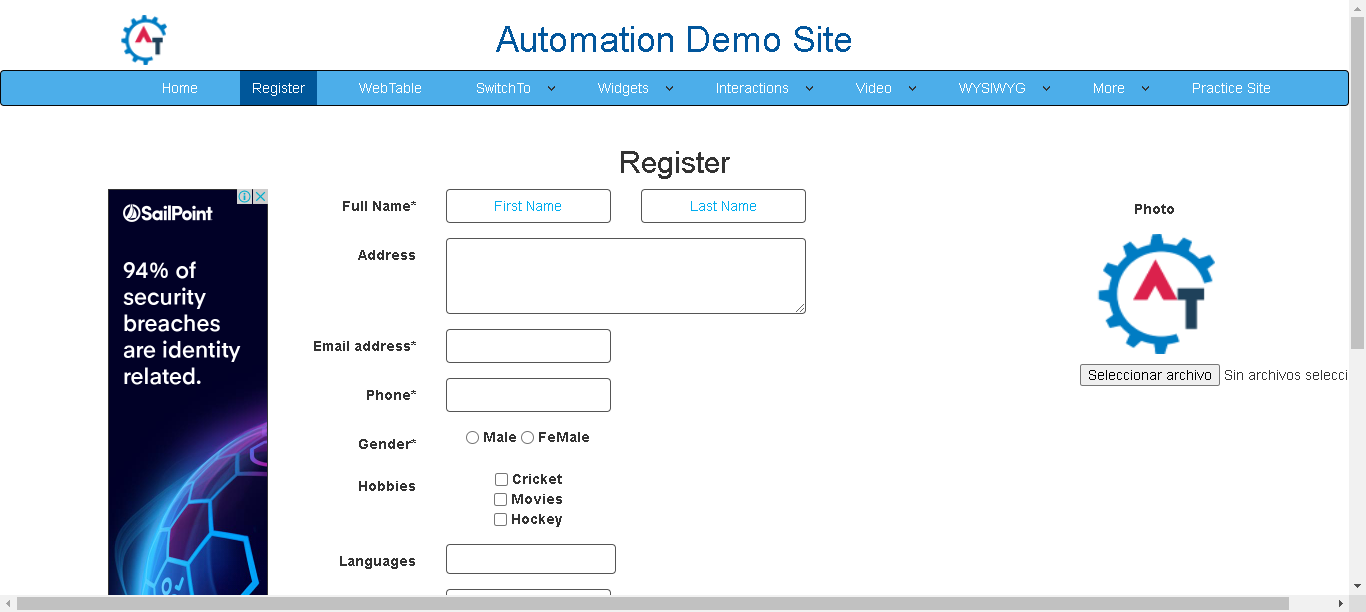 Automation Demo Site
Home Register WebTable SwitchTo Widgets Interactions Video WYSIWYG More Practice Site
Register
SailPoint
94% of
security
breaches
are identity
related.
Full Name* First Name Last Name
Address
Email address*
Phone*
Gender* Male FeMale
Hobbies Cricket
Movies
Hockey
Languages
Photo
AT
Seleccionar archivo Sin archivos selecci